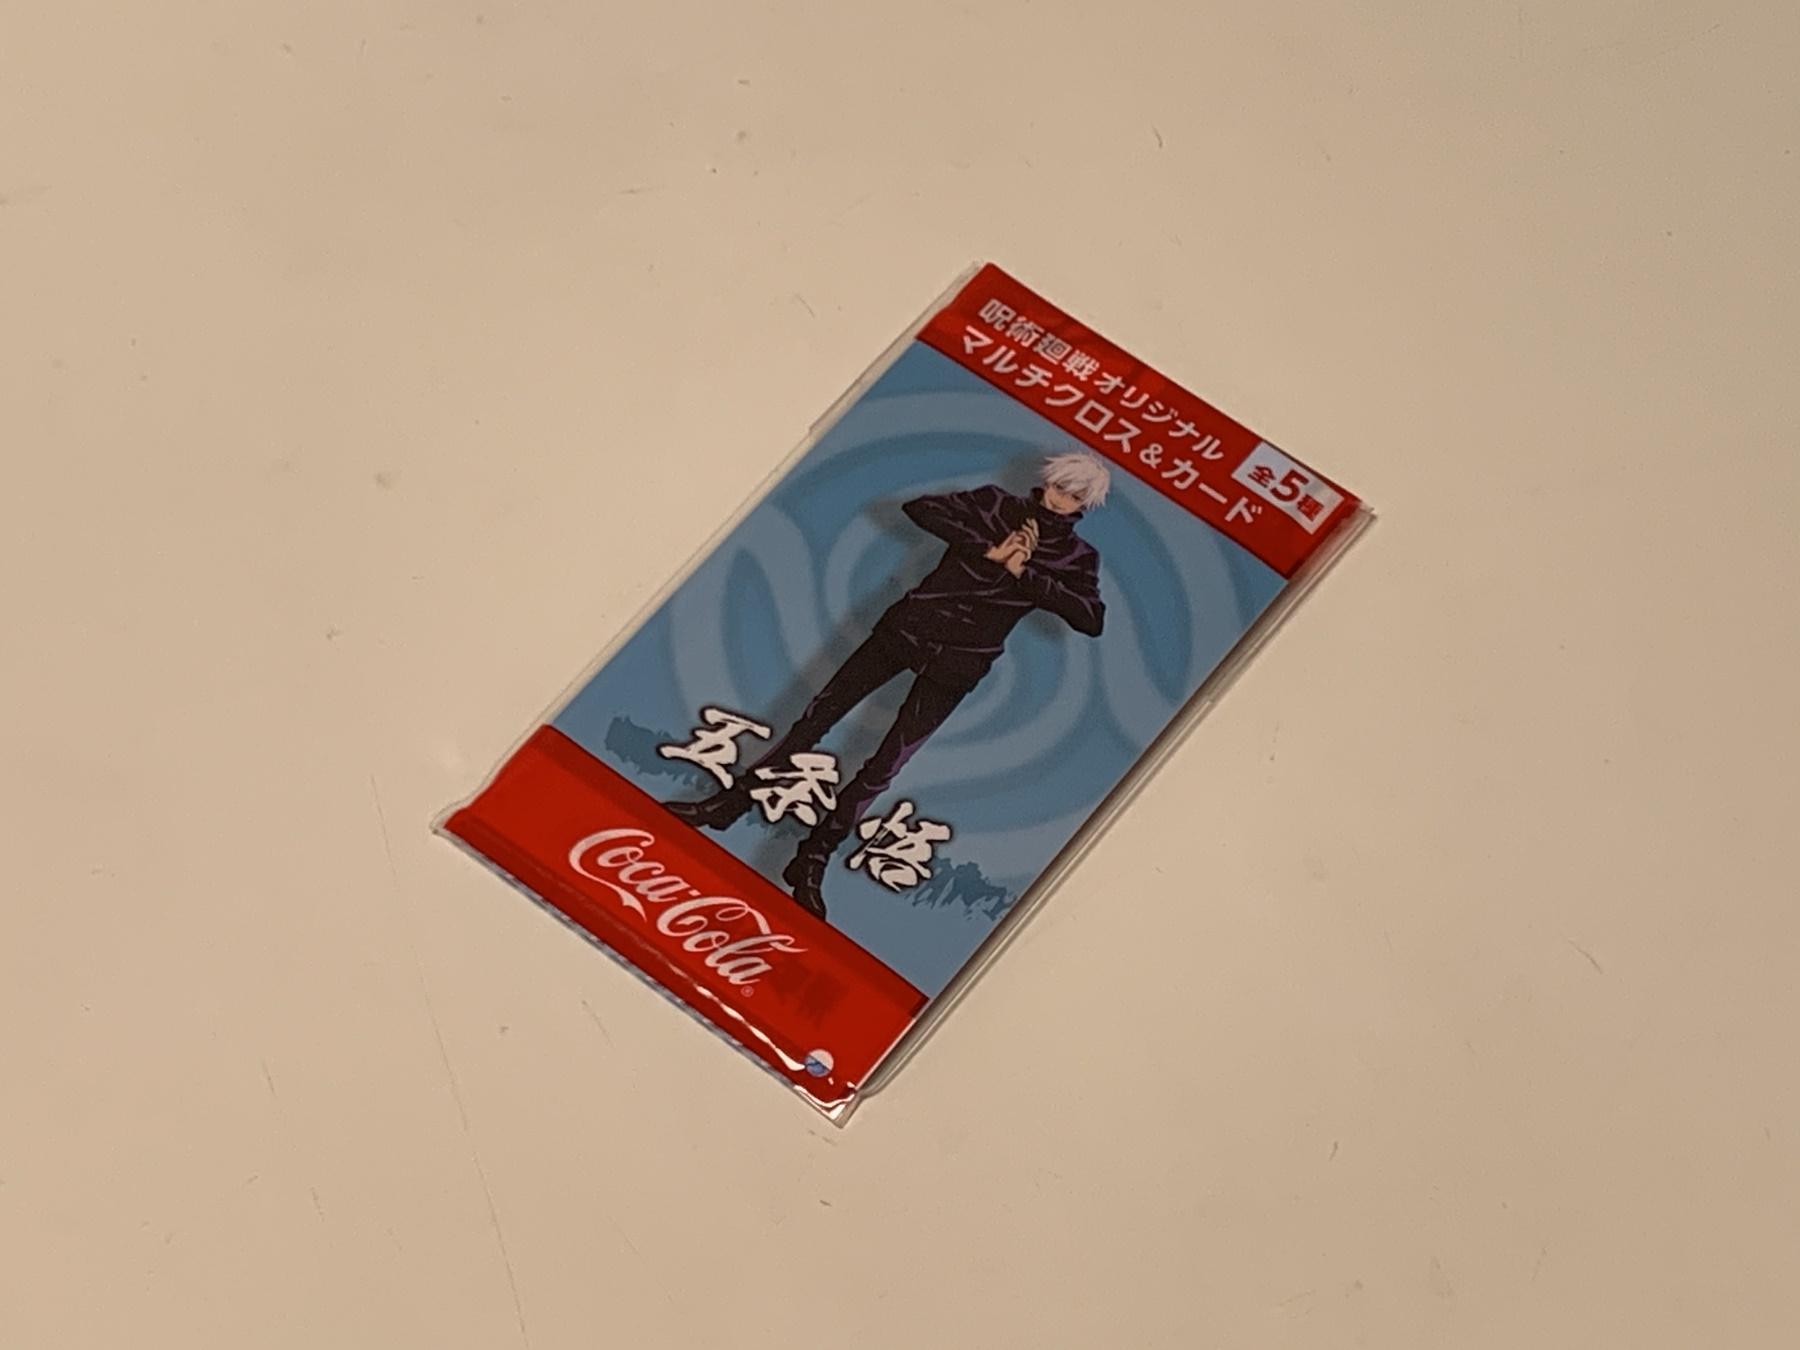 呪術廻戦オリジナル
マルチクロス&カード
全5種
五条 悟
Coca-Cola®